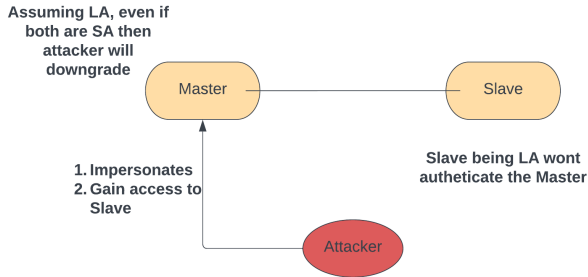 Assuming LA, even if
both are SA then
attacker will
downgrade
Master
Slave
1. Impersonates
2. Gain access to
Slave
Slave being LA wont
autheticate the Master
Attacker